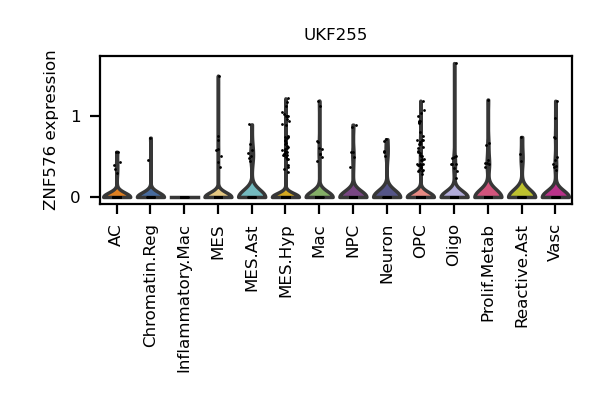 UKF255
ZNF576 expression
1
0
AC
Chromatin.Reg
Inflammatory.Mac
MES
MES.Ast
MES.Hyp
Mac
NPC
Neuron
OPC
Oligo
Prolif.Metab
Reactive.Ast
Vasc